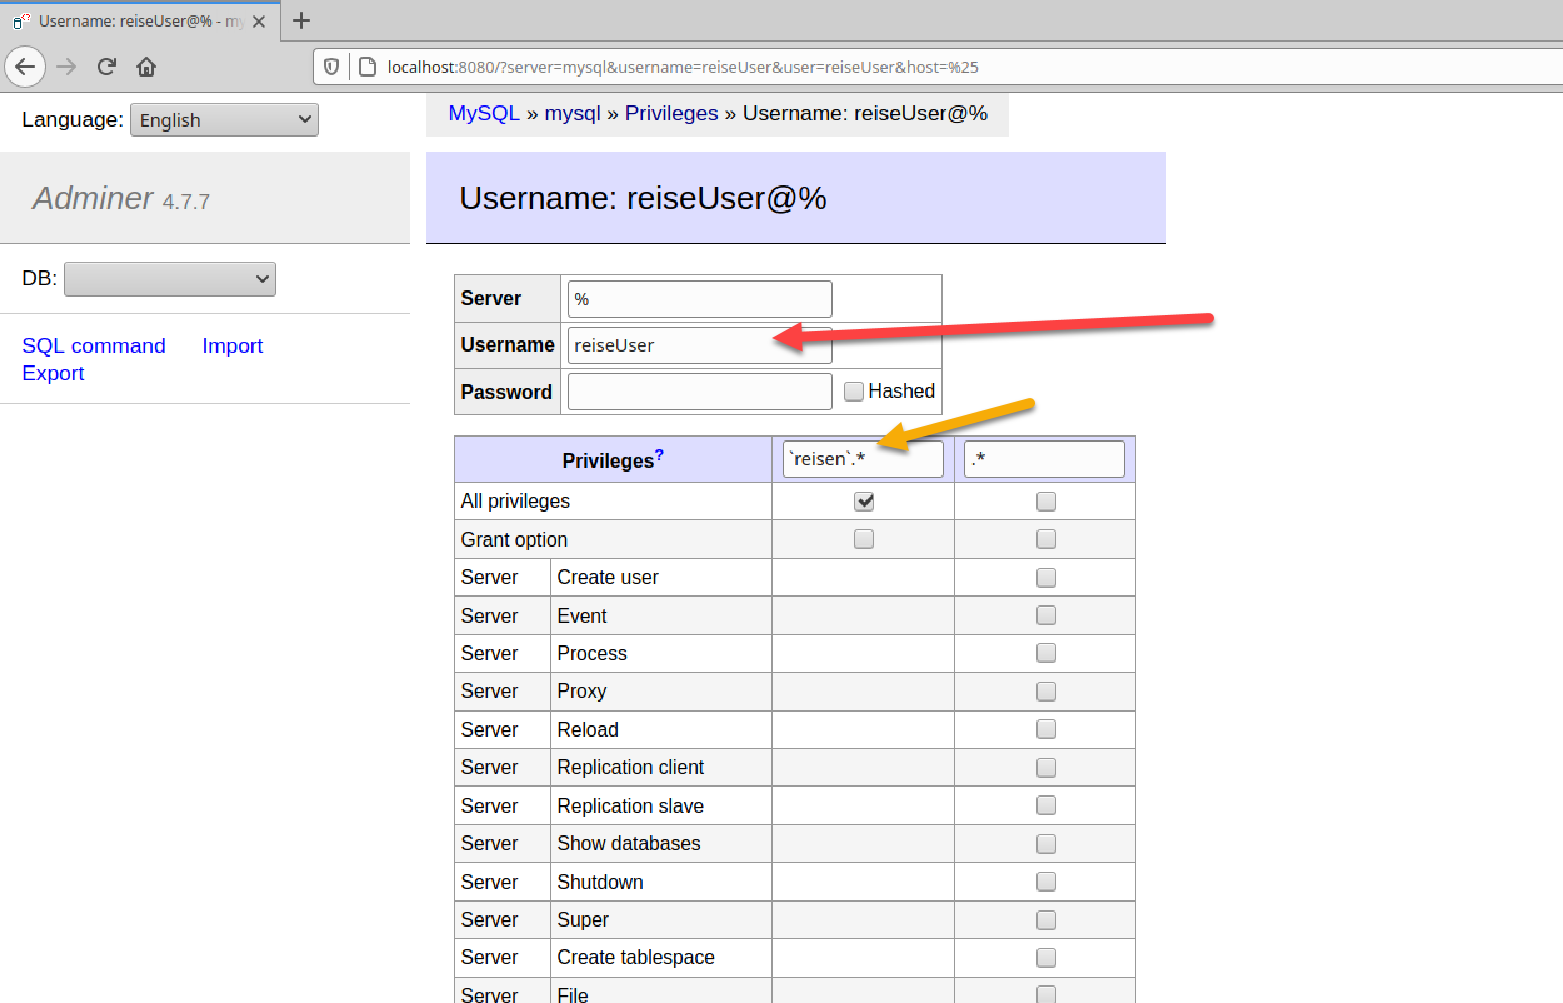 Username: reiseUser@% - my
localhost:8080/?server=mysql&username=reiseUser&user=reiseUser&host=%25
Language: English
MySQL » mysql » Privileges » Username: reiseUser@%
Adminer 4.7.7
Username: reiseUser@%
DB:
SQL command Import
Export
Server %
Username reiseUser
Password Hashed
Privileges? `reisen`.* .*
All privileges
Grant option
Server Create user
Server Event
Server Process
Server Proxy
Server Reload
Server Replication client
Server Replication slave
Server Show databases
Server Shutdown
Server Super
Server Create tablespace
Server File